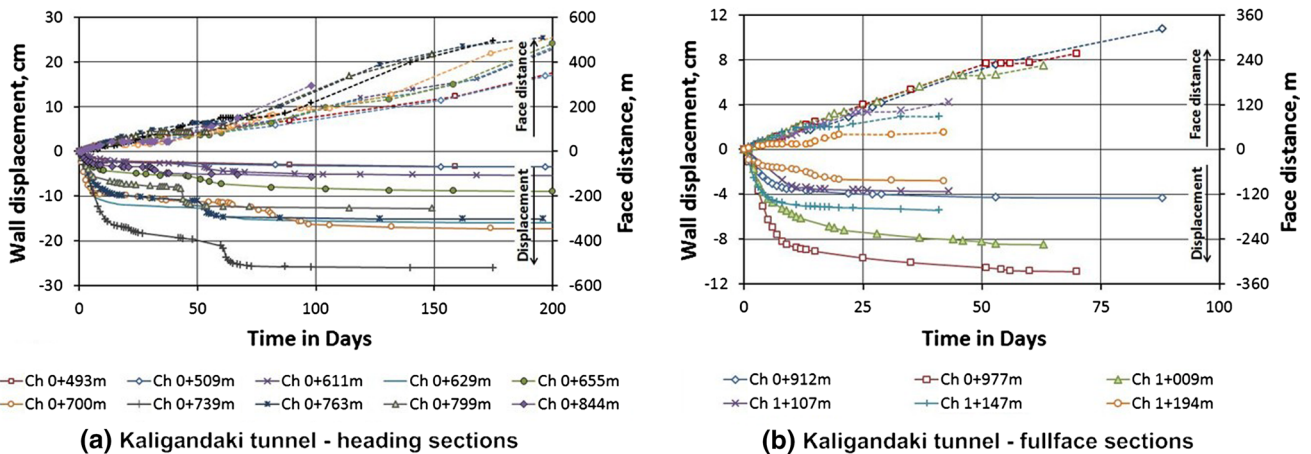 30
20
10
0
-10
-20
-30
Wall displacement, cm
600
400
200
0
-200
-400
-600
Face distance, m
Face distance
Displacement
0 50 100 150 200
Time in Days
Ch 0+493m Ch 0+509m Ch 0+611m Ch 0+629m Ch 0+655m
Ch 0+700m Ch 0+739m Ch 0+763m Ch 0+799m Ch 0+844m
(a) Kaligandaki tunnel - heading sections
12
8
4
0
-4
-8
-12
Wall displacement, cm
360
240
120
0
-120
-240
-360
Face distance, m
Face distance
Displacement
0 25 50 75 100
Time in Days
Ch 0+912m Ch 0+977m Ch 1+009m
Ch 1+107m Ch 1+147m Ch 1+194m
(b) Kaligandaki tunnel - fullface sections